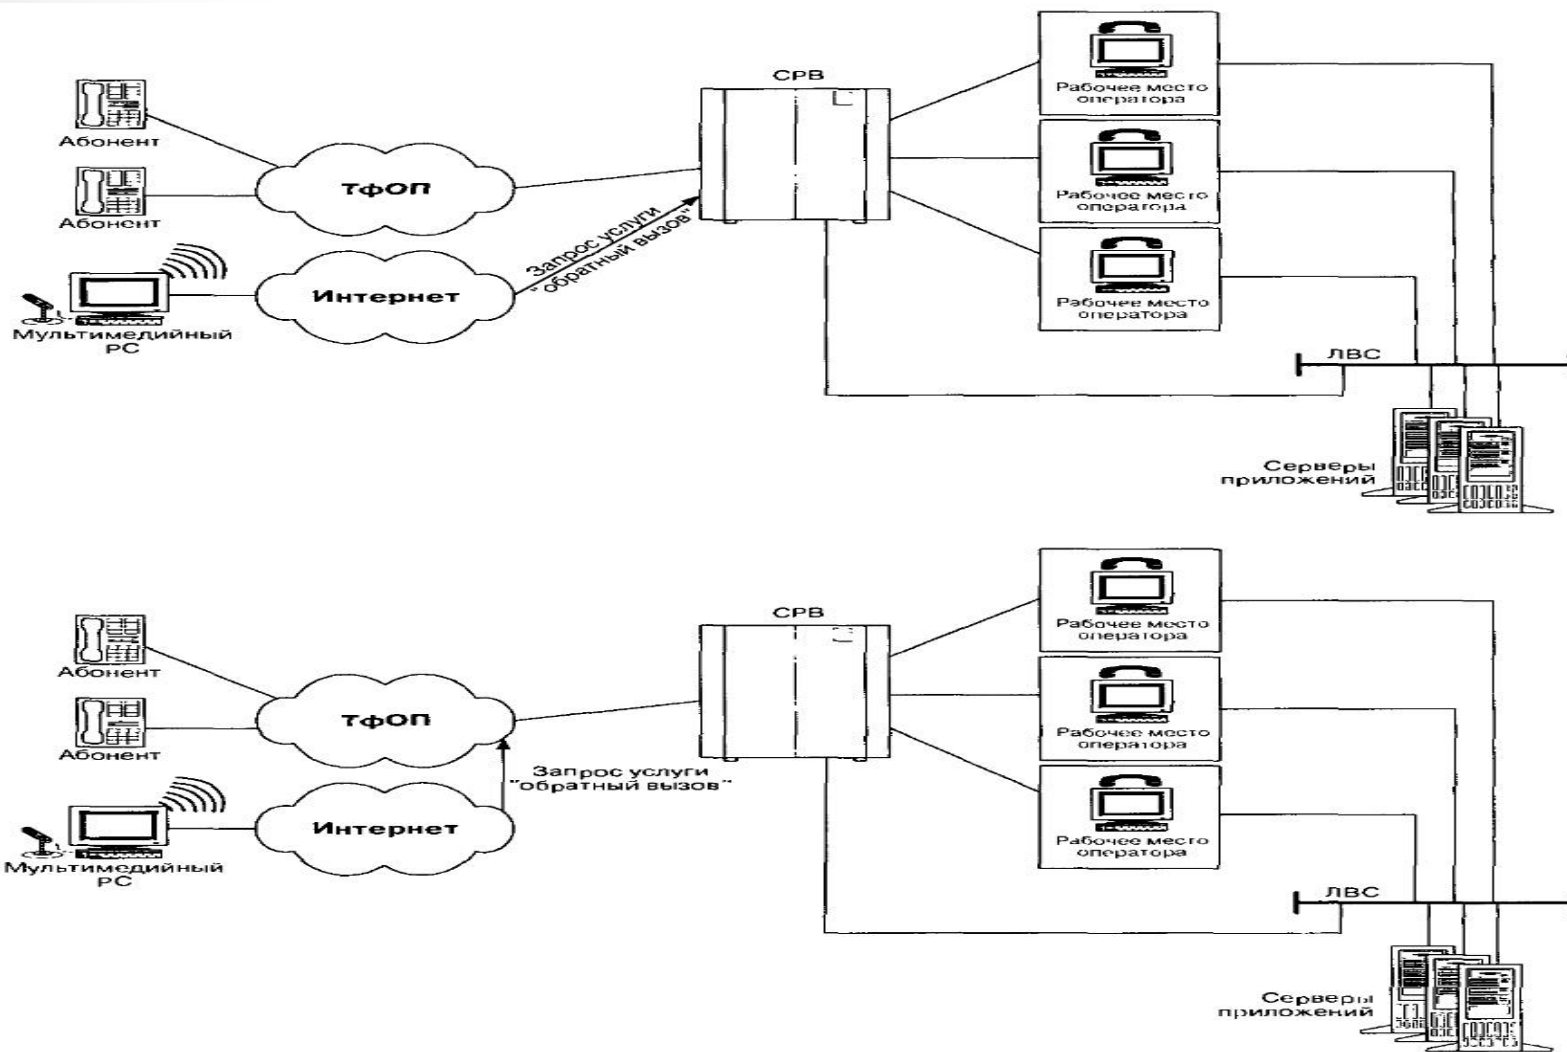 СРВ
Рабочее место
оператора
Абонент
тфОП
Рабочее место
оператора
Абонент
Запрос услуги
"обратный вызов"
Интернет
Рабочее место
оператора
Мультимедийный
РС
ЛВС
Серверы
приложений
СРВ
Рабочее место
оператора
Абонент
тфОП
Рабочее место
оператора
Абонент
Запрос услуги
"обратный вызов"
Интернет
Рабочее место
оператора
Мультимедийный
РС
ЛВС
Серверы
приложений